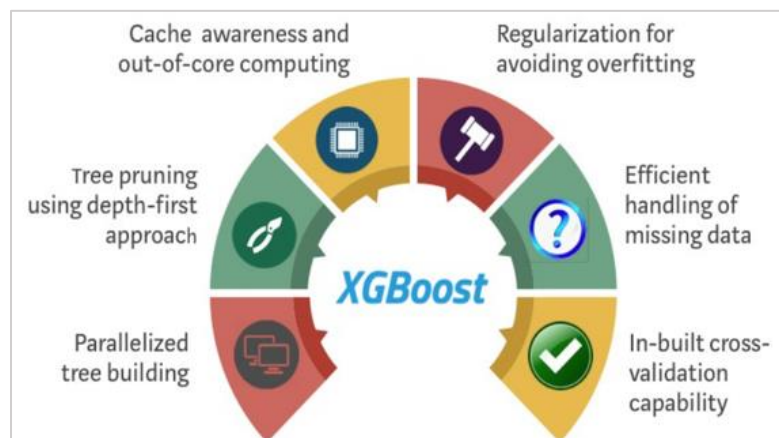 Cache awareness and
out-of-core computing
Regularization for
avoiding overfitting
Tree pruning
using depth-first
approach
Efficient
handling of
missing data
XGBoost
Parallelized
tree building
In-built cross-
validation
capability